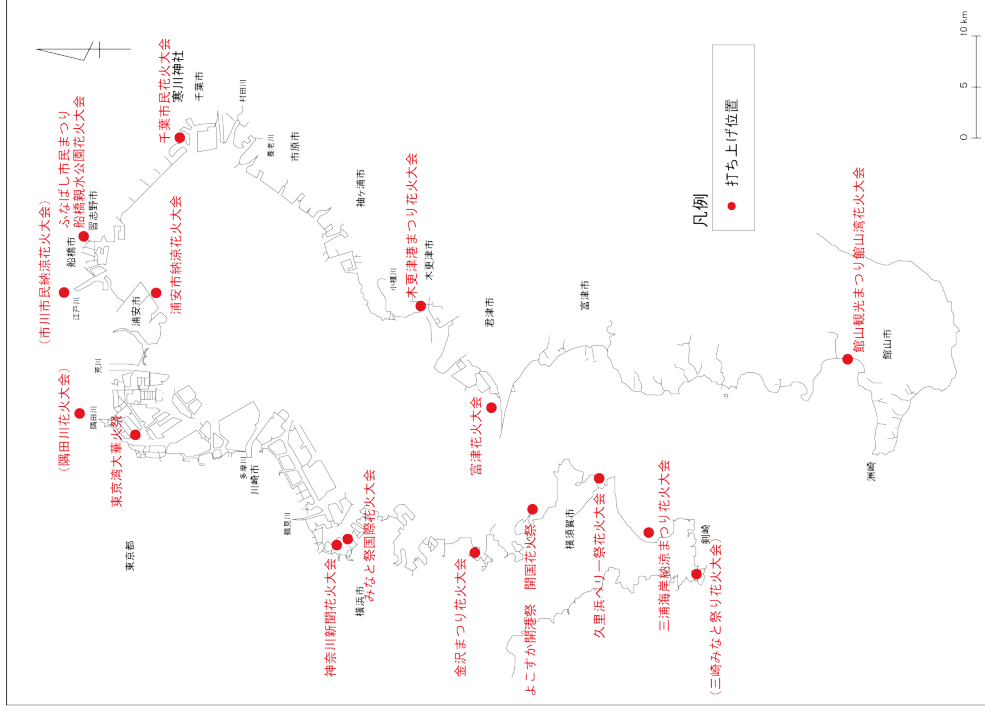 (市川市民納涼花火大会)
江戸川
船橋市
ふなばし市民まつり
船橋親水公園花火大会
習志野市
千葉市民花火大会
寒川神社
千葉市
村田川
養老川
市原市
浦安市
浦安市納涼花火大会
荒川
(隅田川花火大会)
隅田川
東京湾大華火祭
東京都
多摩川
川崎市
鶴見川
袖ヶ浦市
小櫃川
木更津港まつり花火大会
木更津市
君津市
富津市
富津花火大会
神奈川新聞花火大会
みなと祭国際花火大会
横浜市
金沢まつり花火大会
よこすか開港祭 開国花火祭
横須賀市
久里浜ペリー祭花火大会
三浦海岸納涼まつり花火大会
剣崎
(三崎みなと祭り花火大会)
館山観光まつり館山湾花火大会
館山市
洲崎
凡例
打ち上げ位置
0 5 10 km